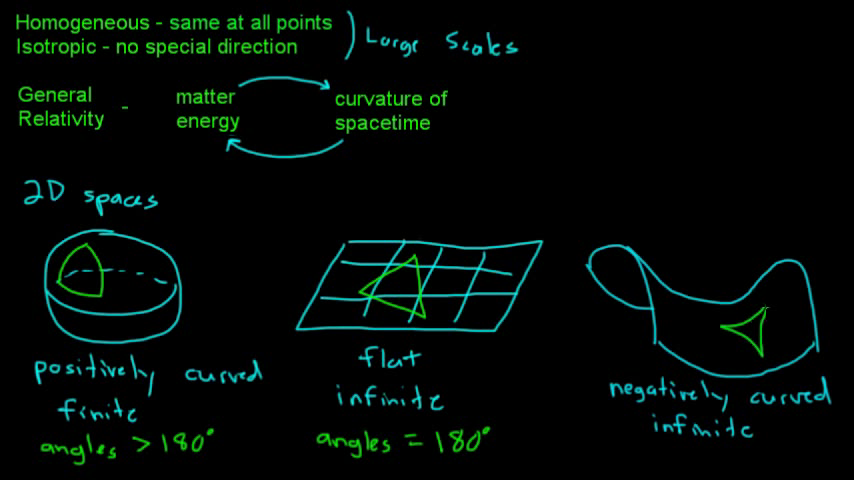 Homogeneous - same at all points
Isotropic - no special direction
Large Scales
General Relativity - matter energy
curvature of spacetime
2D spaces
positively curved
finite
angles > 180°
flat
infinite
angles = 180°
negatively curved
infinite